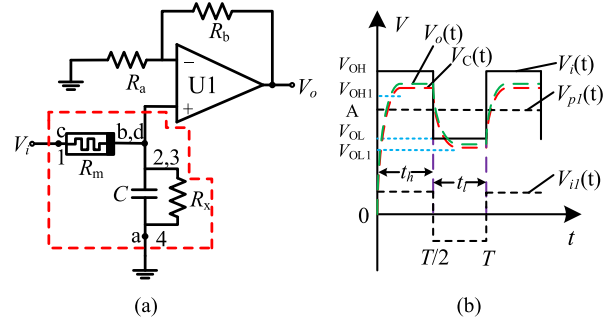 R_b
R_a
−
U1
+
V_o
V_i
c
1
R_m
b,d
2,3
C
R_x
a
4
(a)
V
V_o(t)
V_C(t)
V_i(t)
V_OH
V_OH1
A
V_p1(t)
V_OL
V_OL1
t_h
t_l
V_i1(t)
0
T/2
T
t
(b)